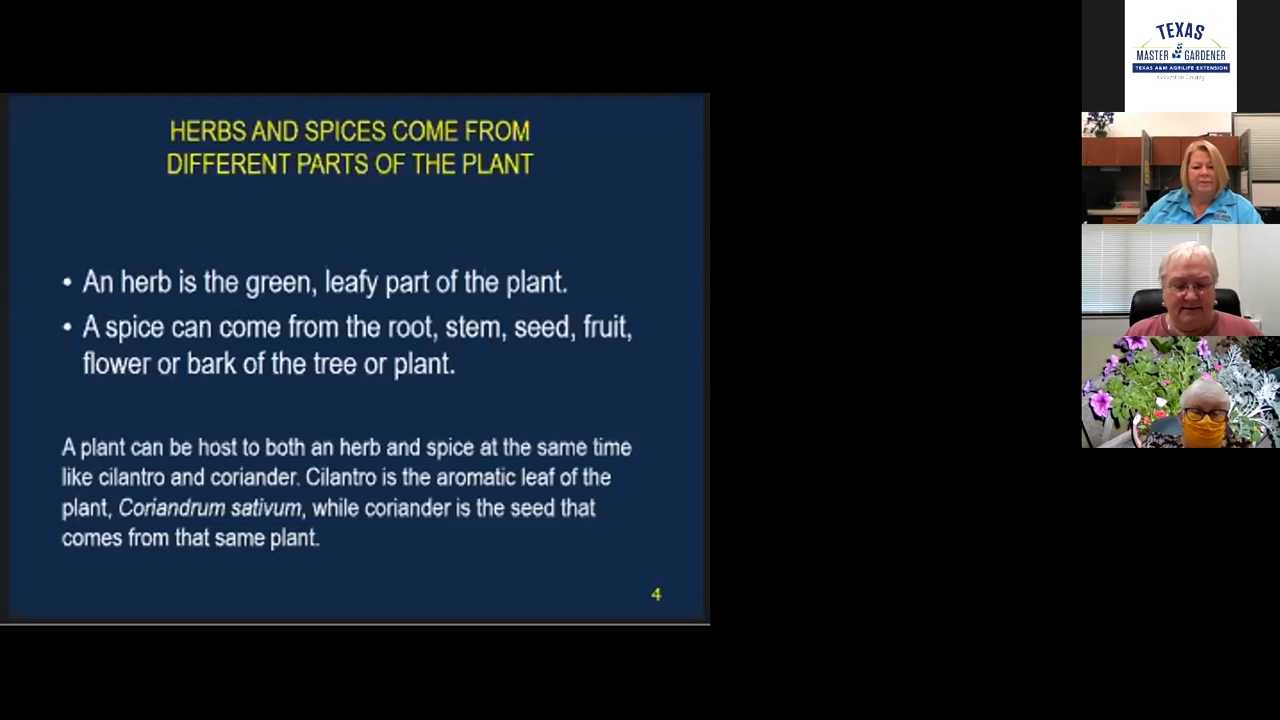 HERBS AND SPICES COME FROM
DIFFERENT PARTS OF THE PLANT
• An herb is the green, leafy part of the plant.
• A spice can come from the root, stem, seed, fruit,
flower or bark of the tree or plant.
A plant can be host to both an herb and spice at the same time
like cilantro and coriander. Cilantro is the aromatic leaf of the
plant, Coriandrum sativum, while coriander is the seed that
comes from that same plant.
4
TEXAS
MASTER GARDENER
TEXAS A&M AGRILIFE EXTENSION
Galveston County